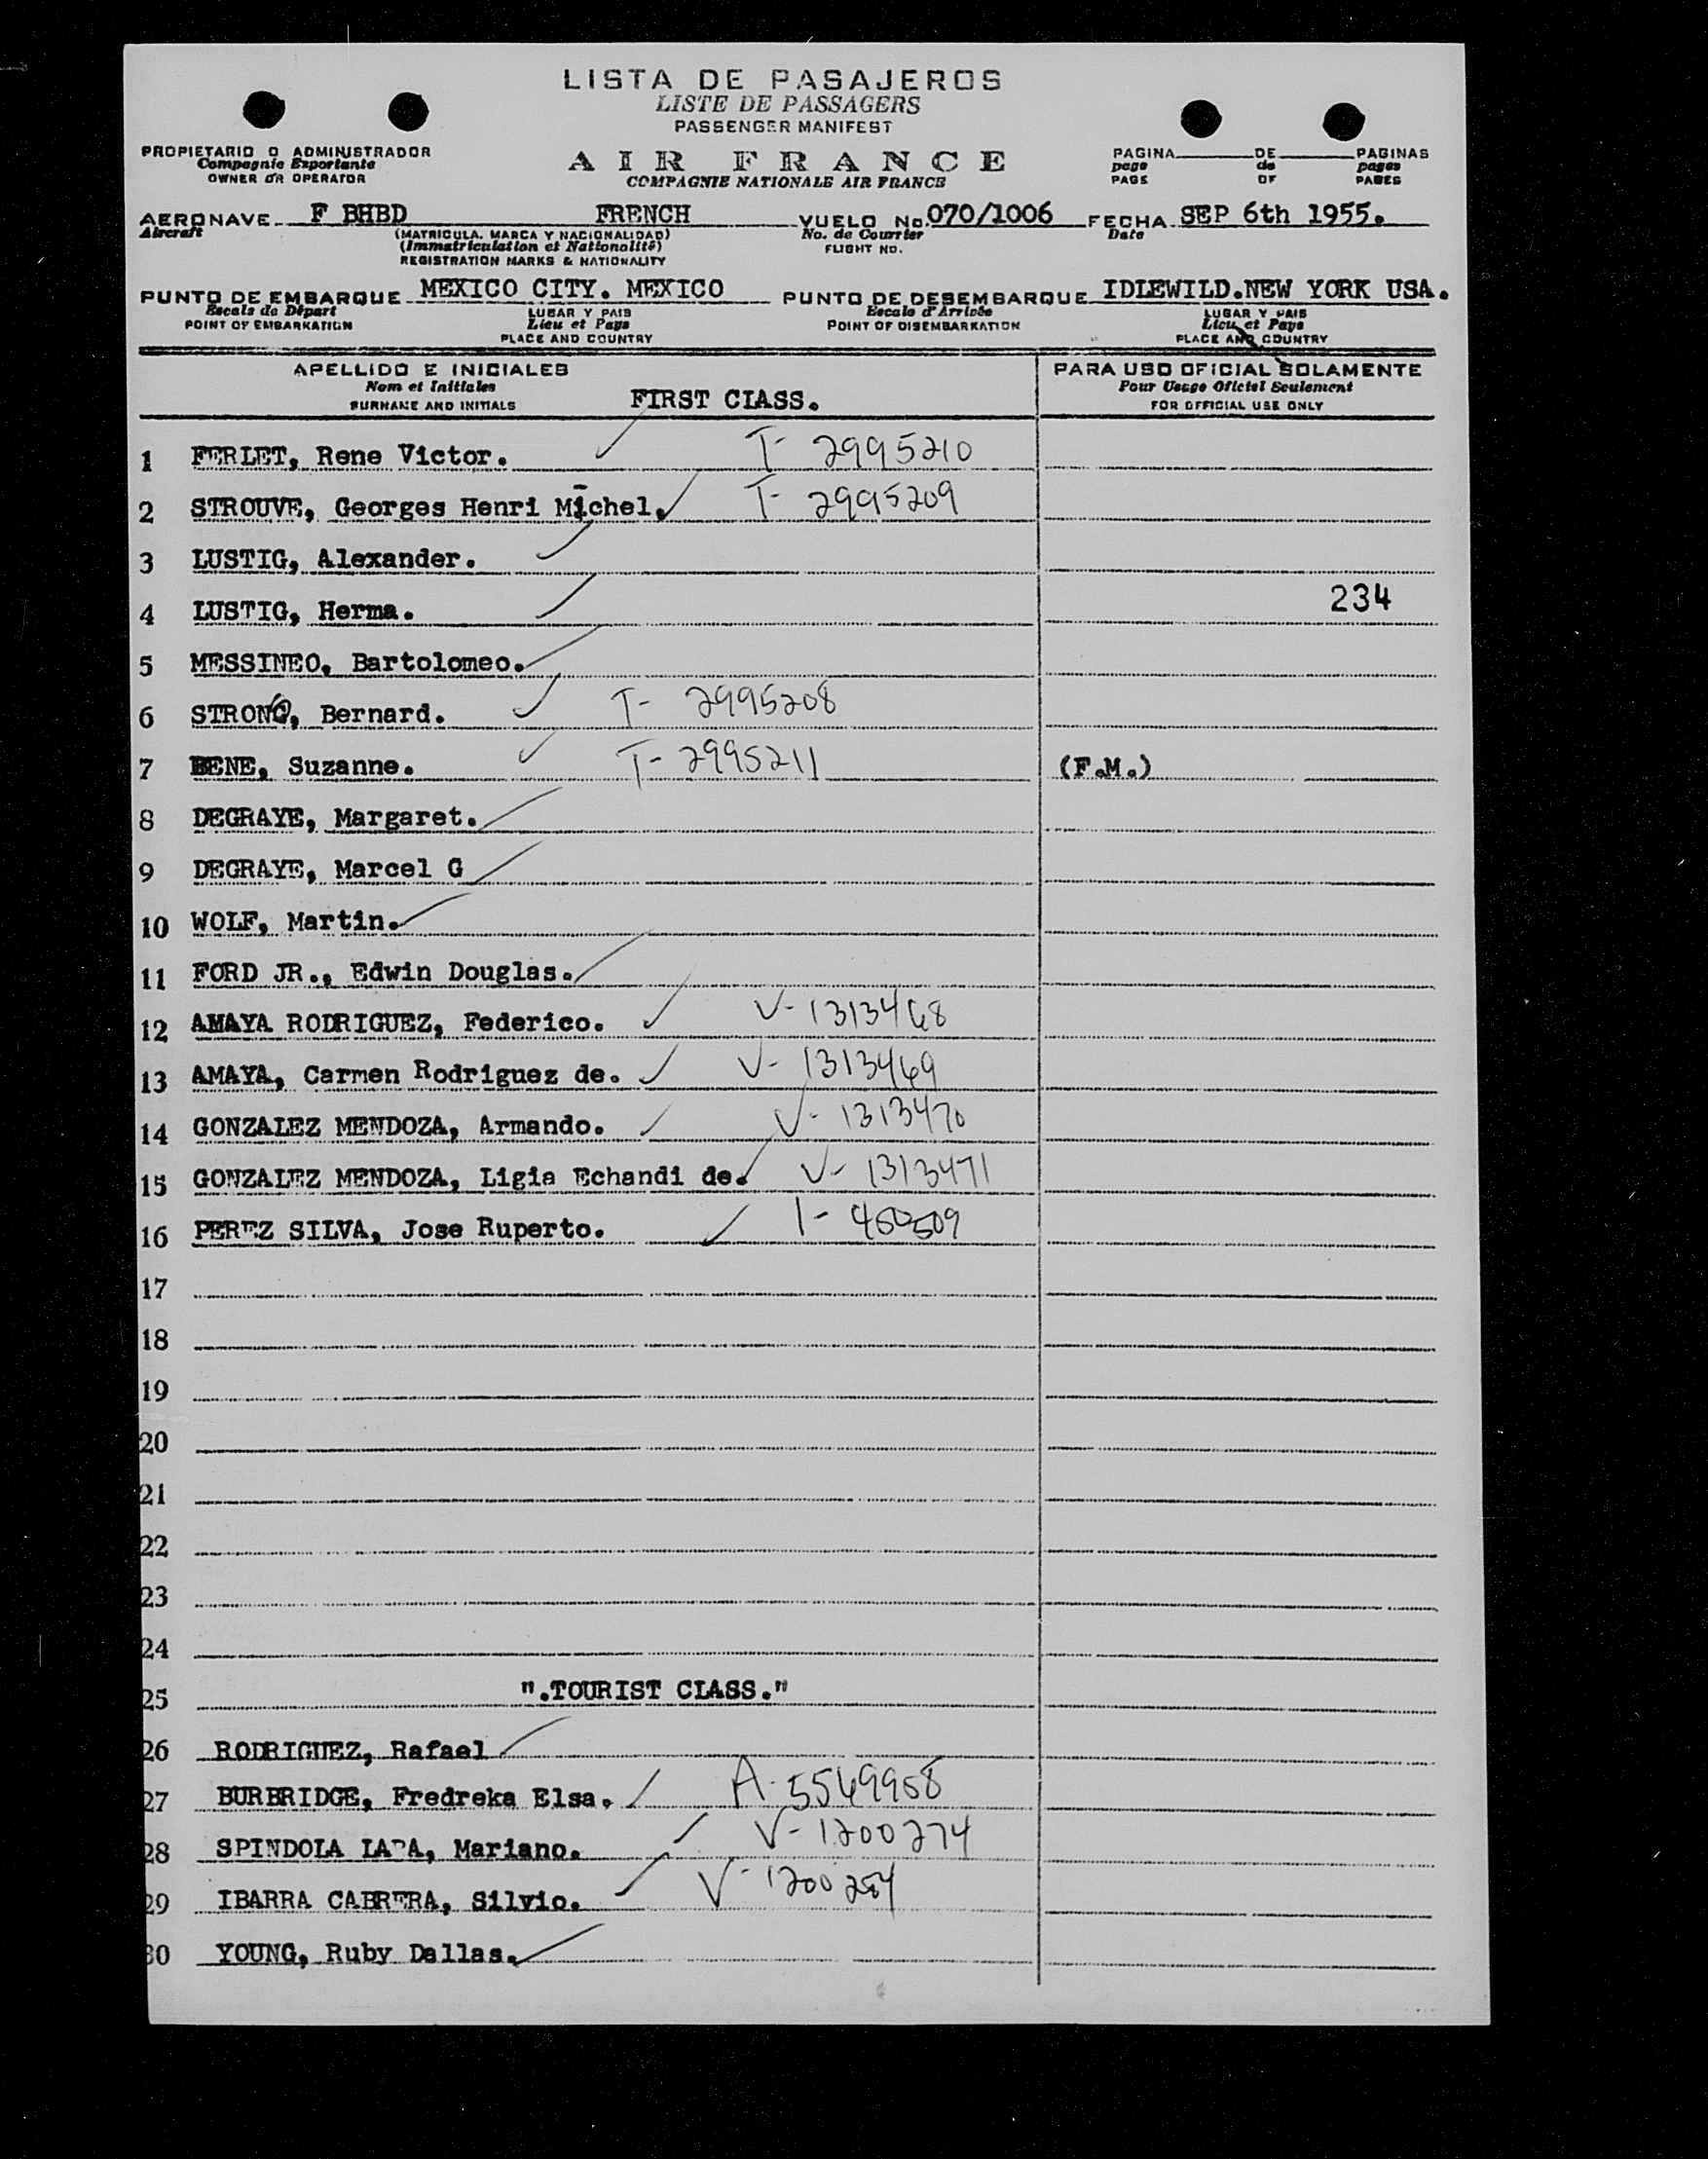 LISTA DE PASAJEROS
LISTE DE PASSAGERS
PASSENGER MANIFEST
PROPIETARIO O ADMINISTRADOR
Compagnie Exportante
OWNER OR OPERATOR
AIR FRANCE
COMPAGNIE NATIONALE AIR FRANCE
PAGINA DE PAGINAS
page de pages
PAGE OF PAGES
AERONAVE F BHBD FRENCH VUELO No. 070/1006 FECHA SEP 6th 1955.
Aircraft (MATRICULA, MARCA Y NACIONALIDAD) No. de Courrier Date
(Immatriculation et Nationalité) FLIGHT NO.
REGISTRATION MARKS & NATIONALITY
PUNTO DE EMBARQUE MEXICO CITY. MEXICO PUNTO DE DESEMBARQUE IDLEWILD.NEW YORK USA.
Escale de Départ LUGAR Y PAIS Escale d'Arrivée LUGAR Y PAIS
POINT OF EMBARKATION Lieu et Pays POINT OF DISEMBARKATION Lieu et Pays
PLACE AND COUNTRY PLACE AND COUNTRY
APELLIDO E INICIALES PARA USO OFICIAL SOLAMENTE
Nom et Initiales Pour Usage Officiel Seulement
SURNAME AND INITIALS FIRST CLASS. FOR OFFICIAL USE ONLY
1 FERLET, Rene Victor. T- 2995210
2 STROUVE, Georges Henri Michel. T- 2995209
3 LUSTIG, Alexander.
4 LUSTIG, Herma. 234
5 MESSINEO, Bartolomeo.
6 STRONG, Bernard. T- 2995208
7 BENE, Suzanne. T- 2995211 (F.M.)
8 DEGRAYE, Margaret.
9 DEGRAYE, Marcel G
10 WOLF, Martin.
11 FORD JR., Edwin Douglas.
12 AMAYA RODRIGUEZ, Federico. V- 1313468
13 AMAYA, Carmen Rodriguez de. V- 1313469
14 GONZALEZ MENDOZA, Armando. V- 1313470
15 GONZALEZ MENDOZA, Ligia Echandi de. V- 1313471
16 PEREZ SILVA, Jose Ruperto.
17
18
19
20
21
22
23
24
25 ".TOURIST CLASS."
26 RODRIGUEZ, Rafael
27 BURBRIDGE, Fredreka Elsa. A-5549958
28 SPINDOLA LARA, Mariano. V-1200274
29 IBARRA CABRERA, Silvio.
30 YOUNG, Ruby Dallas.